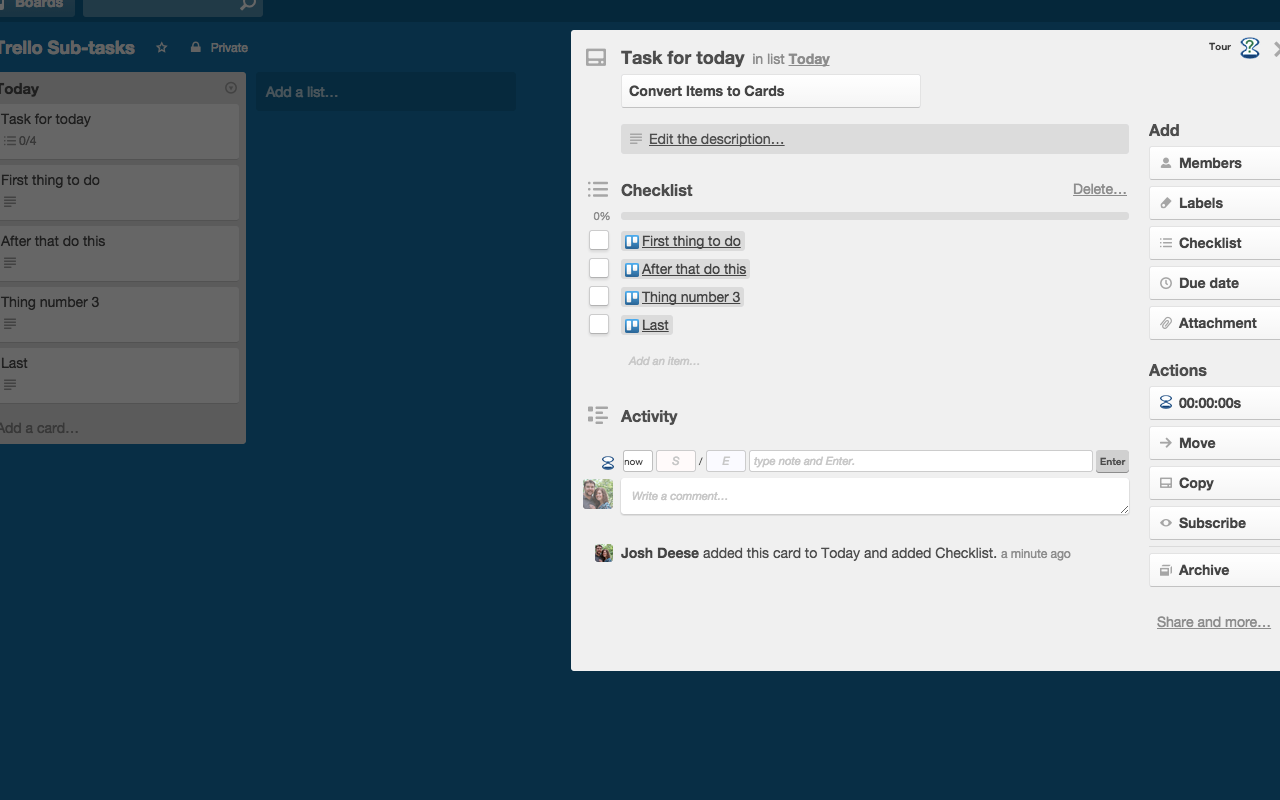 Boards
Trello Sub-tasks
Private
Today
Task for today
0/4
First thing to do
After that do this
Thing number 3
Last
Add a card…
Add a list…
Task for today in list Today
Tour
Convert Items to Cards
Edit the description…
Checklist
Delete…
0%
First thing to do
After that do this
Thing number 3
Last
Add an item…
Activity
now S / E type note and Enter. Enter
Write a comment…
Josh Deese added this card to Today and added Checklist. a minute ago
Add
Members
Labels
Checklist
Due date
Attachment
Actions
00:00:00s
Move
Copy
Subscribe
Archive
Share and more…